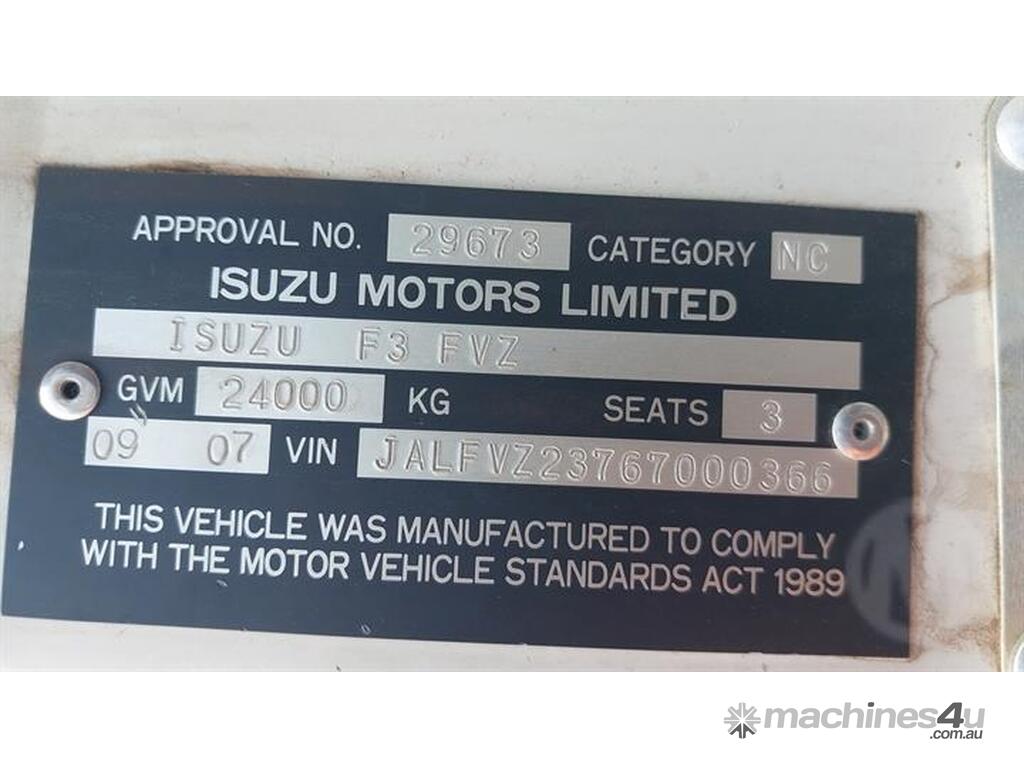 APPROVAL NO. 29673 CATEGORY NC
ISUZU MOTORS LIMITED
ISUZU F3 FVZ
GVM 24000 KG SEATS 3
09 07 VIN JALFVZ23767000366
THIS VEHICLE WAS MANUFACTURED TO COMPLY
WITH THE MOTOR VEHICLE STANDARDS ACT 1989
machines4u
.com.au